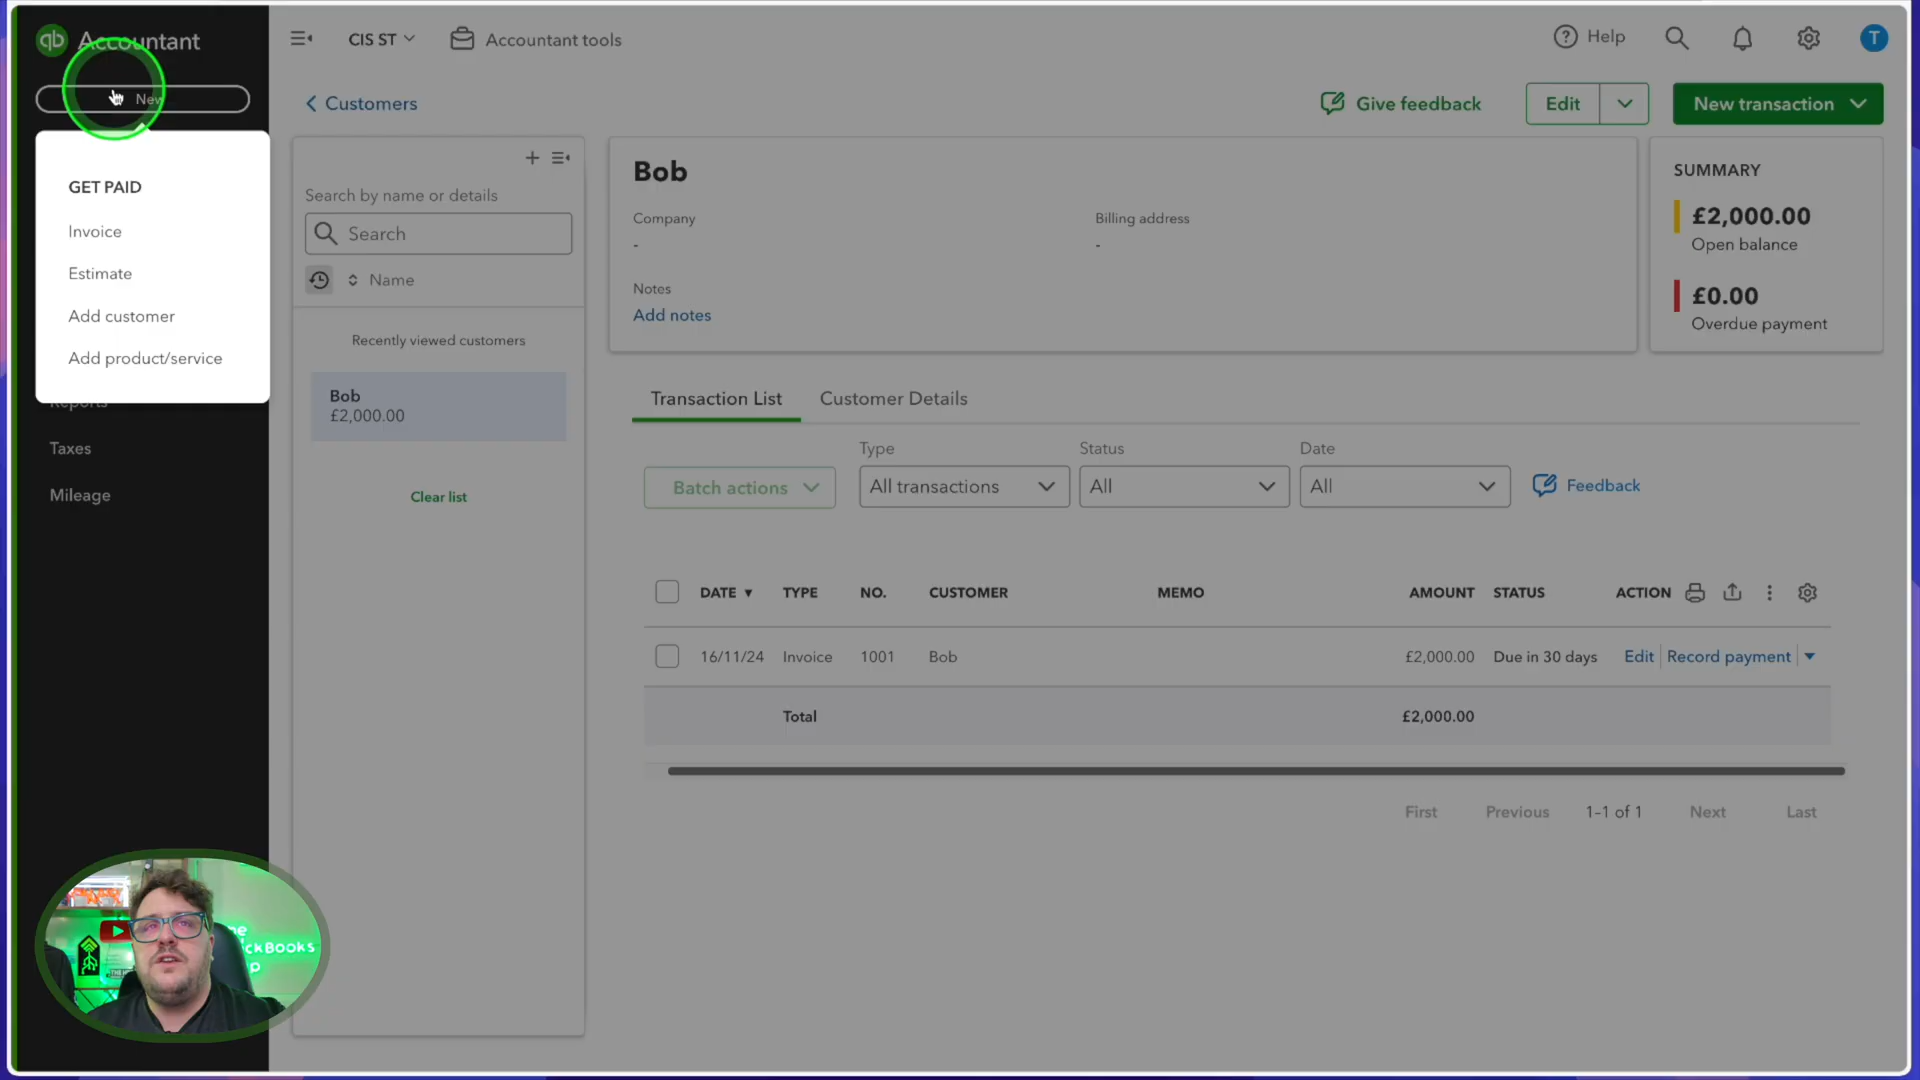 qb Accountant
CIS ST
Accountant tools
Help
T
New
Customers
Give feedback
Edit
New transaction
GET PAID
Invoice
Estimate
Add customer
Add product/service
Reports
Taxes
Mileage
Search by name or details
Search
Name
Recently viewed customers
Bob
£2,000.00
Clear list
Bob
Company
-
Billing address
-
Notes
Add notes
SUMMARY
£2,000.00
Open balance
£0.00
Overdue payment
Transaction List
Customer Details
Type
Status
Date
Batch actions
All transactions
All
All
Feedback
DATE ▼ TYPE NO. CUSTOMER MEMO AMOUNT STATUS ACTION
16/11/24 Invoice 1001 Bob £2,000.00 Due in 30 days Edit Record payment
Total £2,000.00
First Previous 1-1 of 1 Next Last